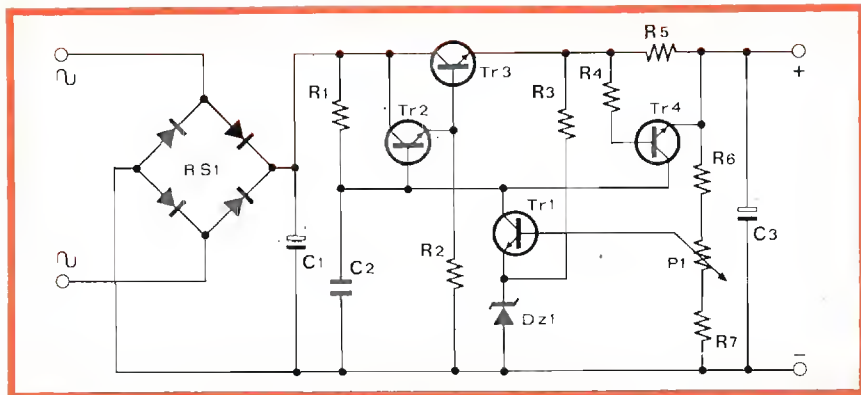 R5
+
∿
R4
R1
Tr3
R3
Tr2
Tr4
R6
RS1
Tr1
C3
C1
R2
P1
∿
C2
Dz1
R7
−